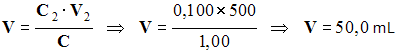 V = C₂ · V₂ / C ⇒ V = 0,100 × 500 / 1,00 ⇒ V = 50,0 mL